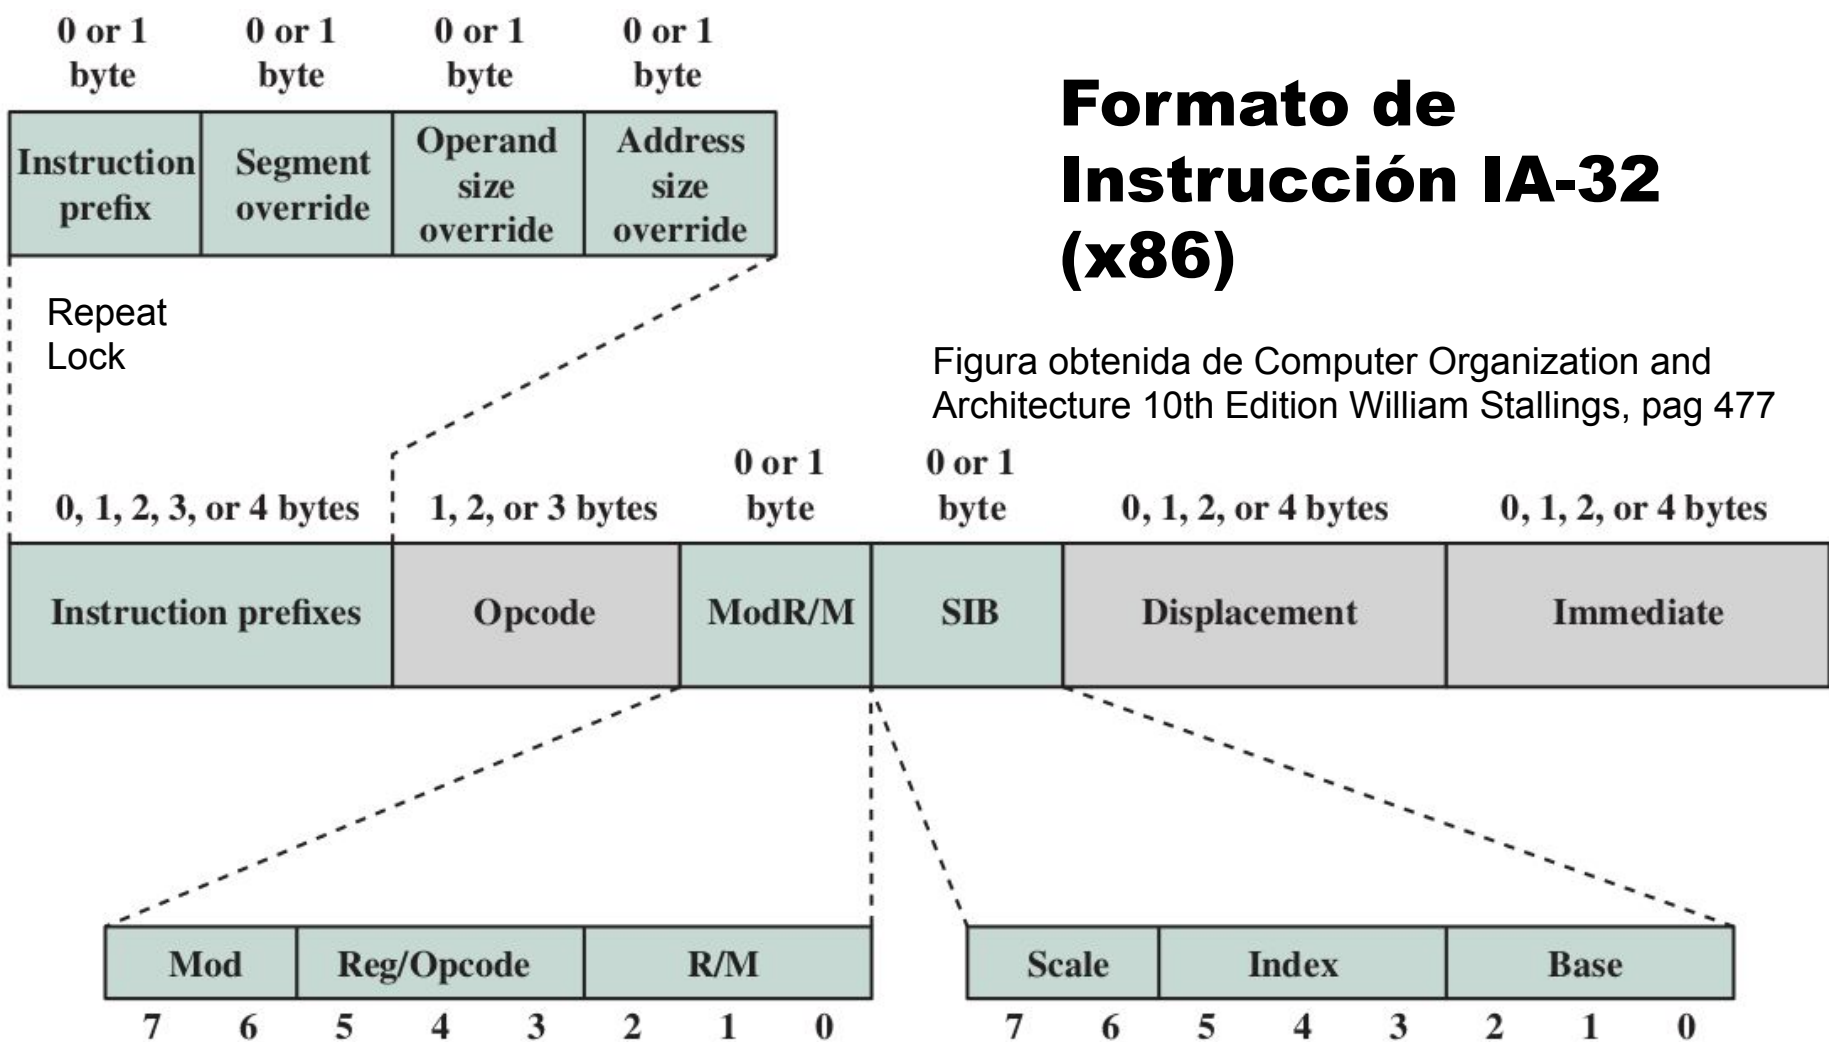 0 or 1 0 or 1 0 or 1 0 or 1
byte byte byte byte
Instruction
prefix
Segment
override
Operand
size
override
Address
size
override
Formato de
Instrucción IA-32
(x86)
Repeat
Lock
Figura obtenida de Computer Organization and
Architecture 10th Edition William Stallings, pag 477
0, 1, 2, 3, or 4 bytes
1, 2, or 3 bytes
0 or 1
byte
0 or 1
byte
0, 1, 2, or 4 bytes
0, 1, 2, or 4 bytes
Instruction prefixes
Opcode
ModR/M
SIB
Displacement
Immediate
Mod Reg/Opcode R/M
7 6 5 4 3 2 1 0
Scale Index Base
7 6 5 4 3 2 1 0